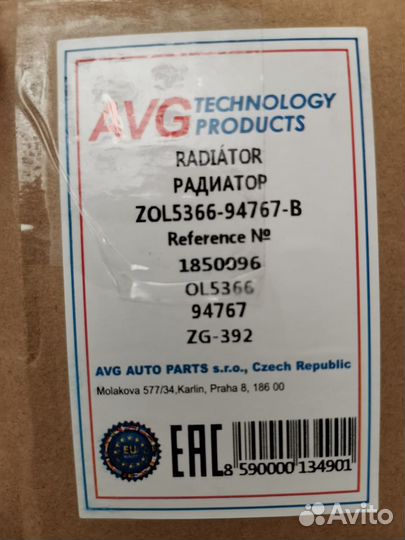 AVG TECHNOLOGY PRODUCTS
RADIÁTOR
РАДИАТОР
ZOL5366-94767-B
Reference №
1850096
OL5366
94767
ZG-392
AVG AUTO PARTS s.r.o., Czech Republic
Molakova 577/34,Karlin, Praha 8, 186 00
EU
EAC
8 590000 134901
Avito